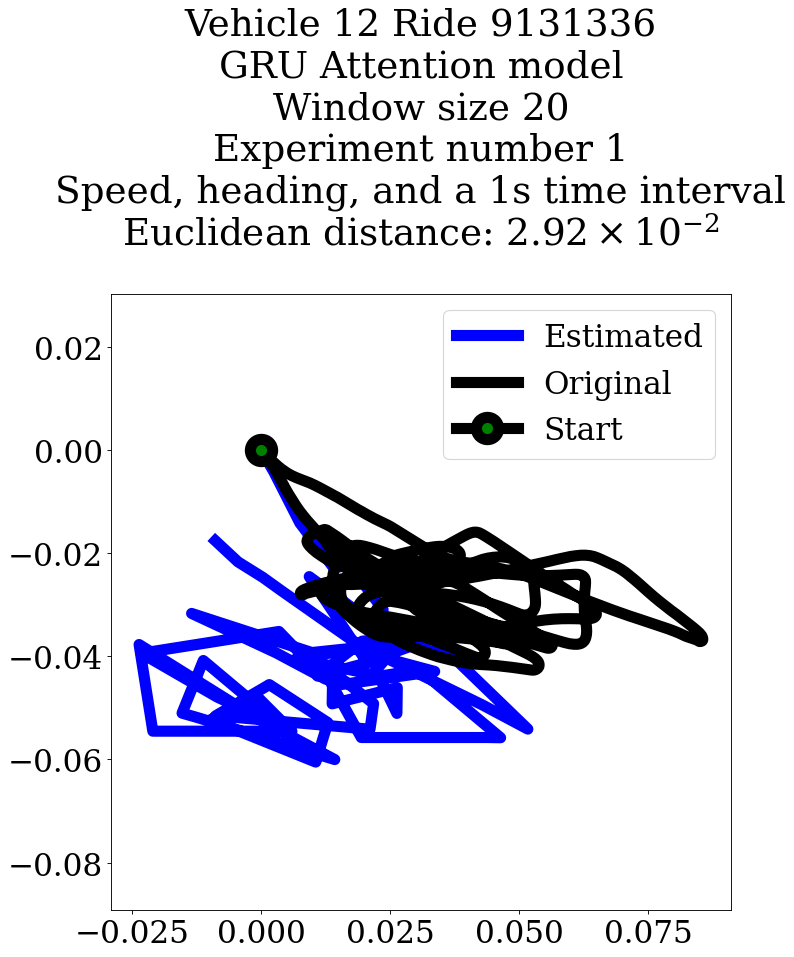 Vehicle 12 Ride 9131336
GRU Attention model
Window size 20
Experiment number 1
Speed, heading, and a 1s time interval
Euclidean distance: 2.92 × 10⁻²
Estimated
Original
Start
0.02
0.00
−0.02
−0.04
−0.06
−0.08
−0.025 0.000 0.025 0.050 0.075